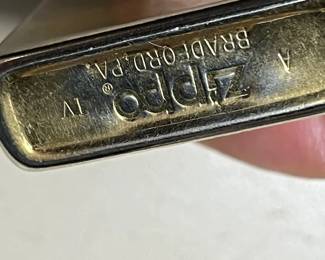 A Zippo ® IV
BRADFORD, PA.